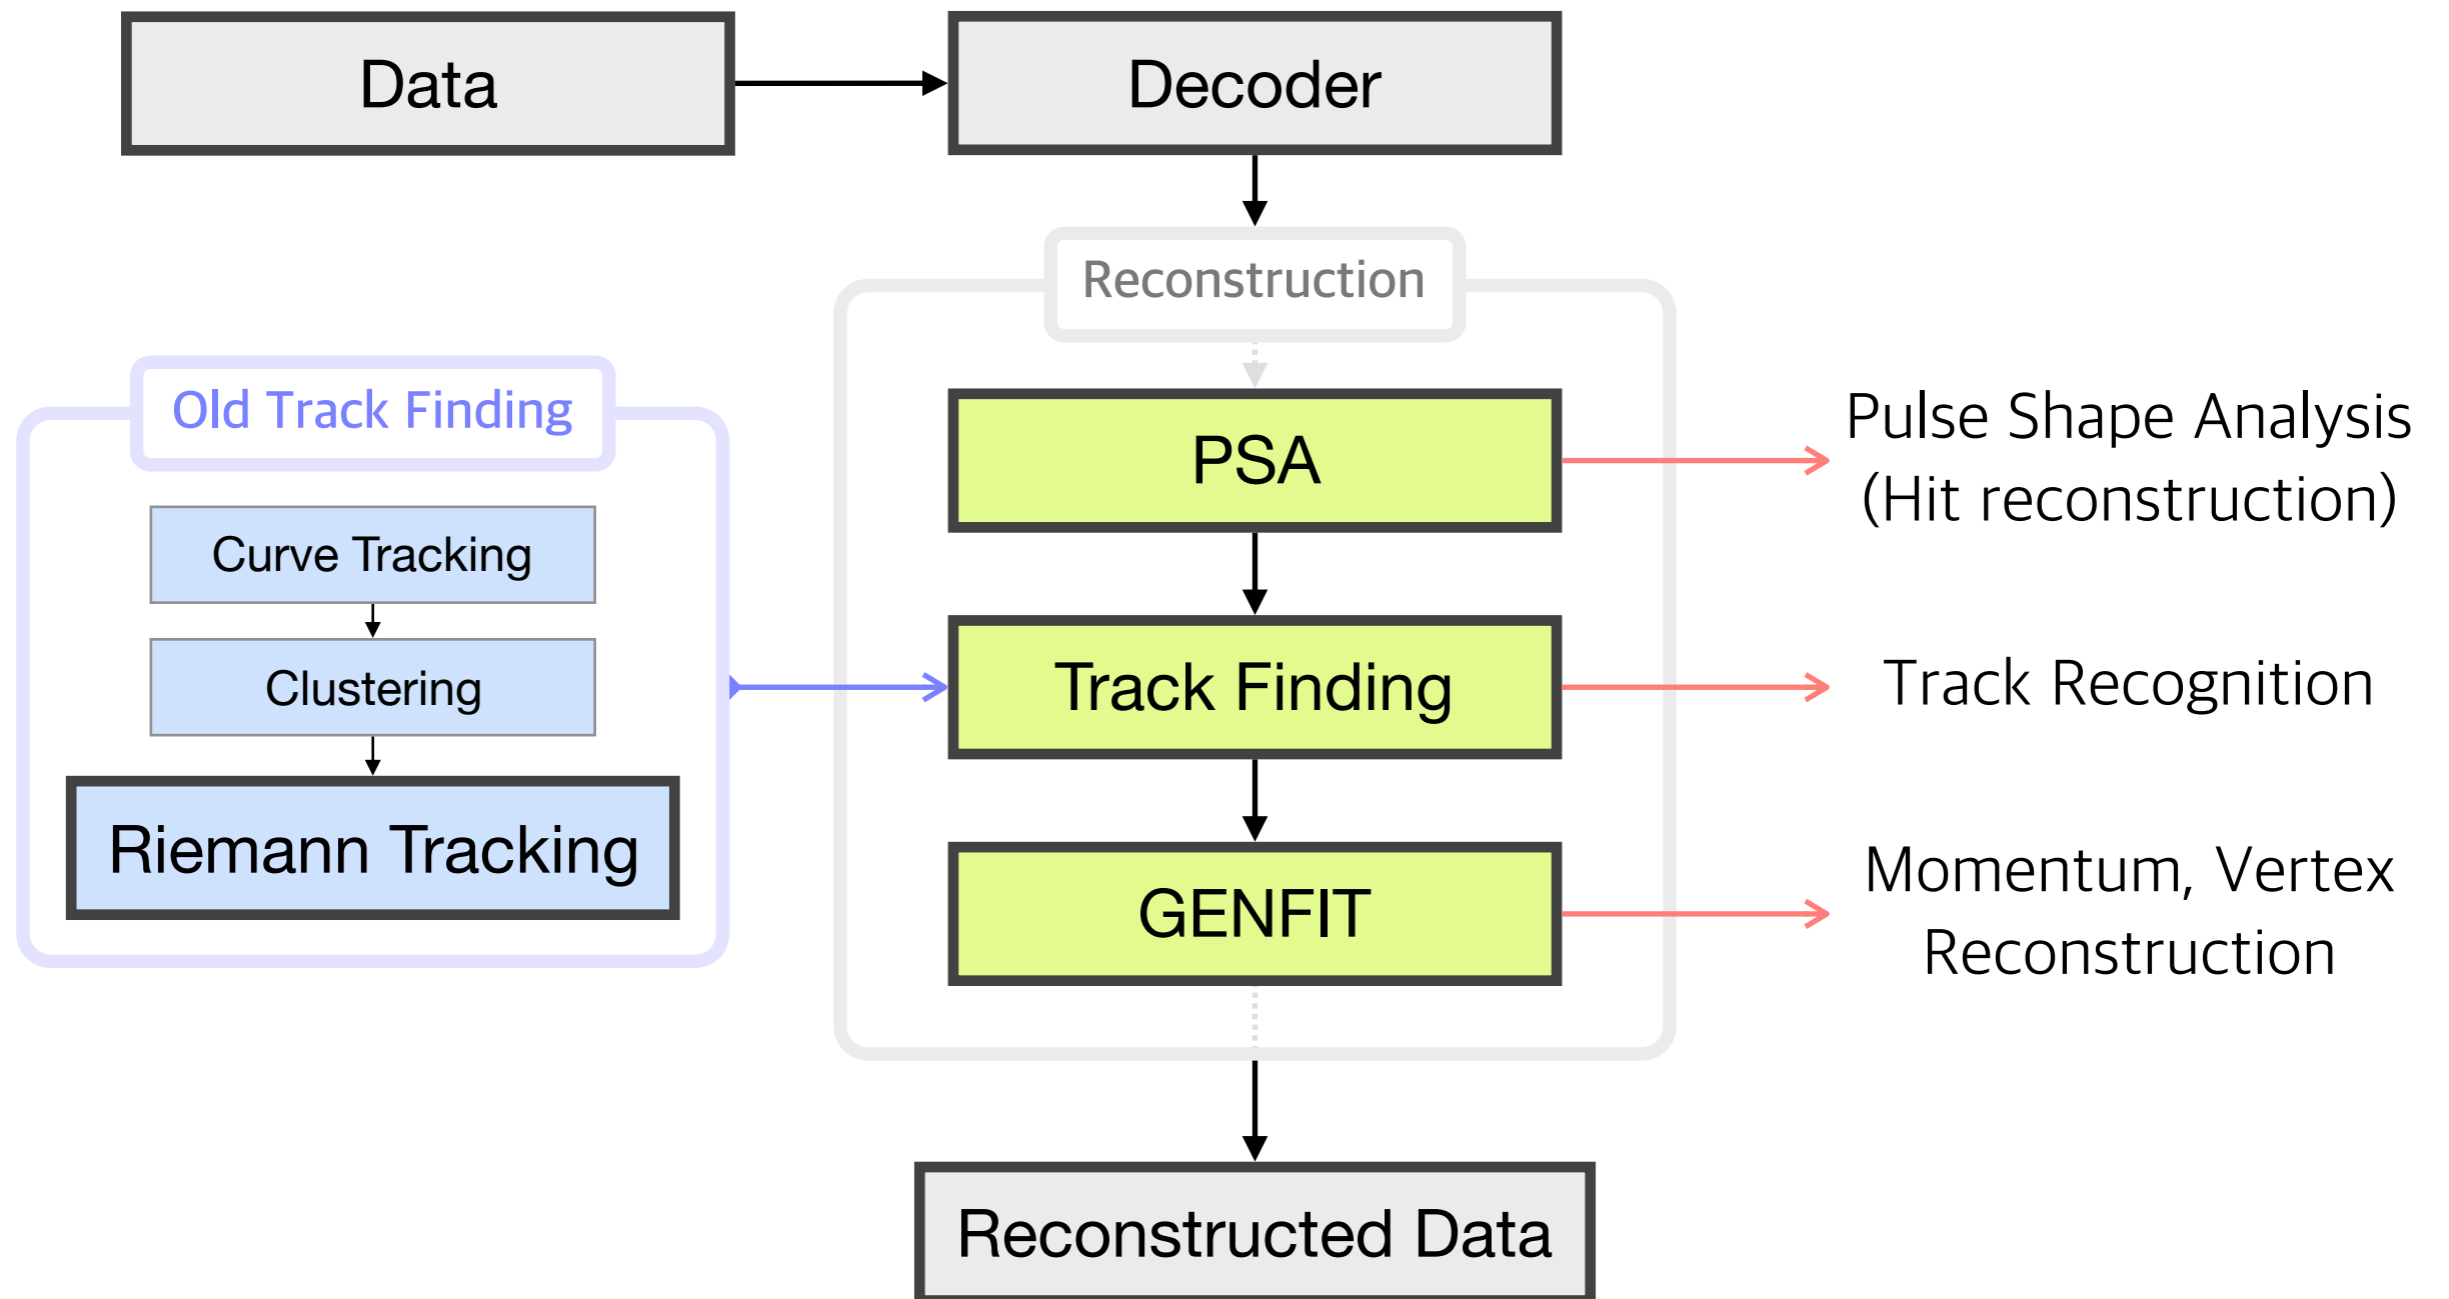 Data
Decoder
Reconstruction
Old Track Finding
Curve Tracking
Clustering
Riemann Tracking
PSA
Track Finding
GENFIT
Pulse Shape Analysis
(Hit reconstruction)
Track Recognition
Momentum, Vertex
Reconstruction
Reconstructed Data